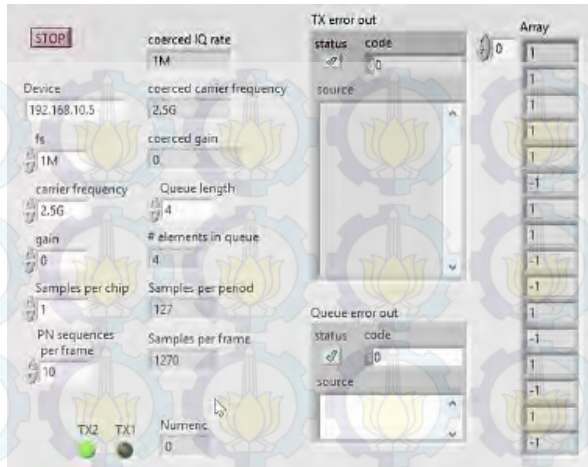 STOP
coerced IQ rate
1M
Device
192.168.10.5
coerced carrier frequency
2,5G
fs
1M
coerced gain
0
carrier frequency
2.5G
Queue length
4
gain
0
# elements in queue
4
Samples per chip
1
Samples per period
127
PN sequences
per frame
10
Samples per frame
1270
TX2 TX1
Numeric
0
TX error out
status code
0
source
Queue error out
status code
0
source
Array
0
1
1
1
1
1
-1
1
1
-1
-1
1
-1
1
-1
1
-1